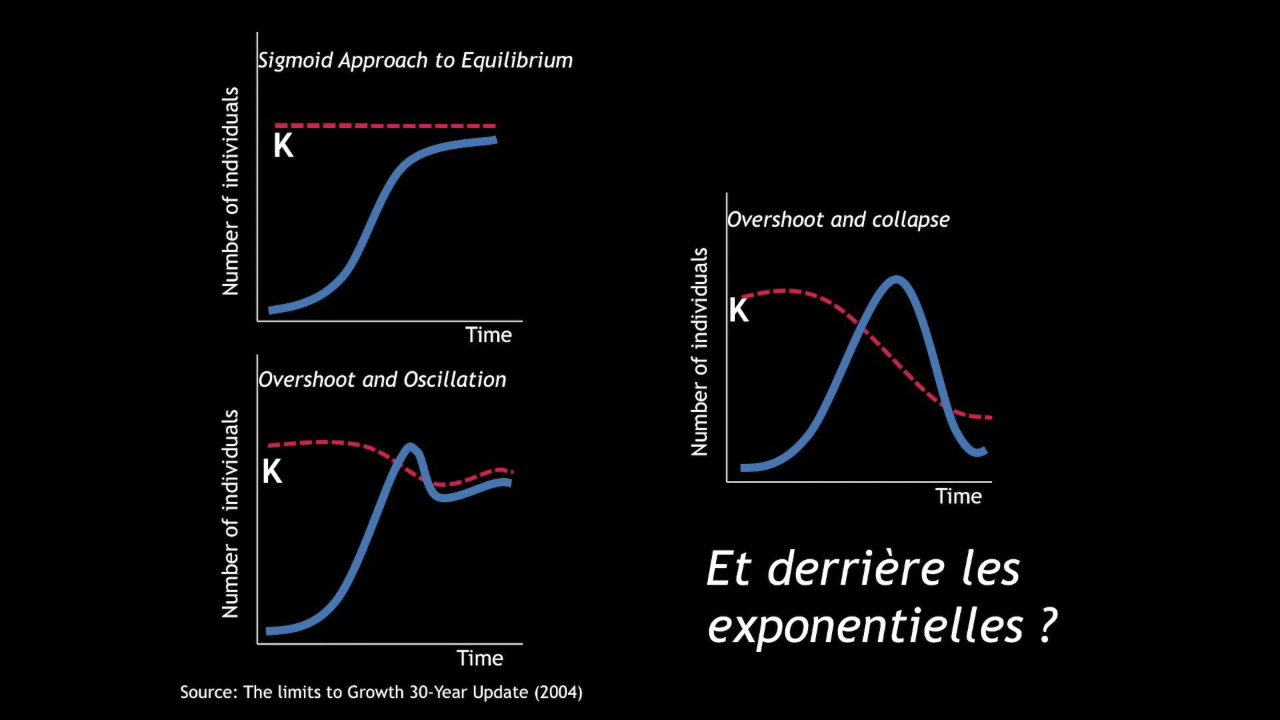 Sigmoid Approach to Equilibrium
Number of individuals
K
Time
Overshoot and Oscillation
Number of individuals
K
Time
Source: The limits to Growth 30-Year Update (2004)
Overshoot and collapse
Number of individuals
K
Time
Et derrière les
exponentielles ?